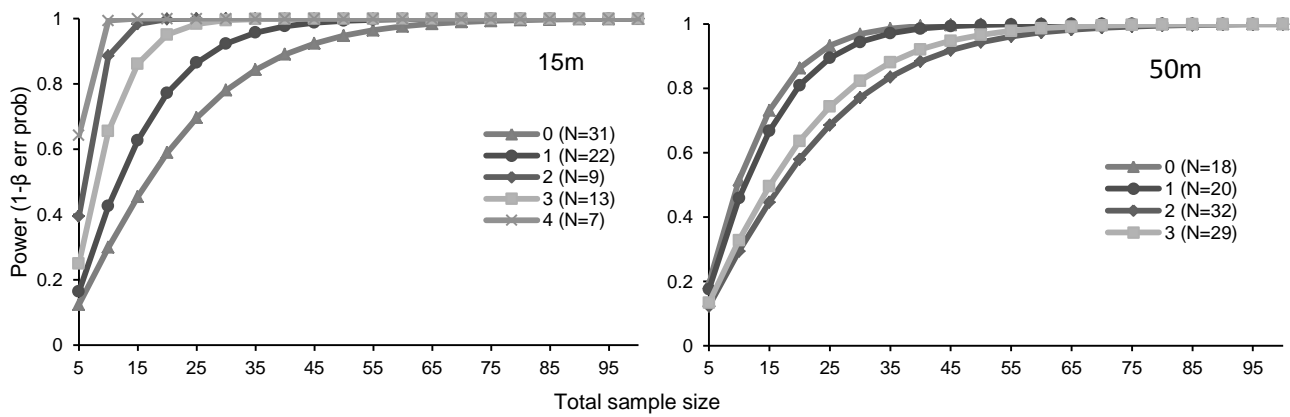 Power (1-β err prob)
1
0.8
0.6
0.4
0.2
0
15m
0 (N=31)
1 (N=22)
2 (N=9)
3 (N=13)
4 (N=7)
5 15 25 35 45 55 65 75 85 95
1
0.8
0.6
0.4
0.2
0
50m
0 (N=18)
1 (N=20)
2 (N=32)
3 (N=29)
5 15 25 35 45 55 65 75 85 95
Total sample size